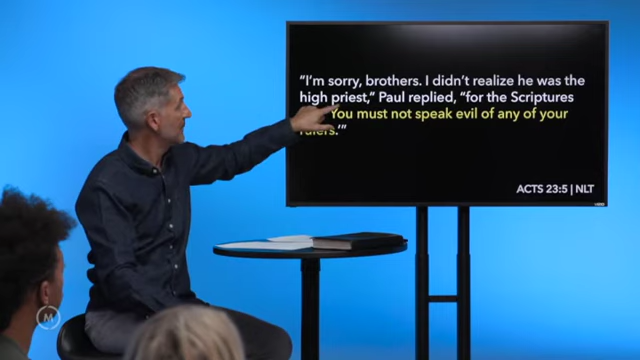 “I'm sorry, brothers. I didn't realize he was the
high priest,” Paul replied, “for the Scriptures
You must not speak evil of any of your
rulers.’”
ACTS 23:5 | NLT
M